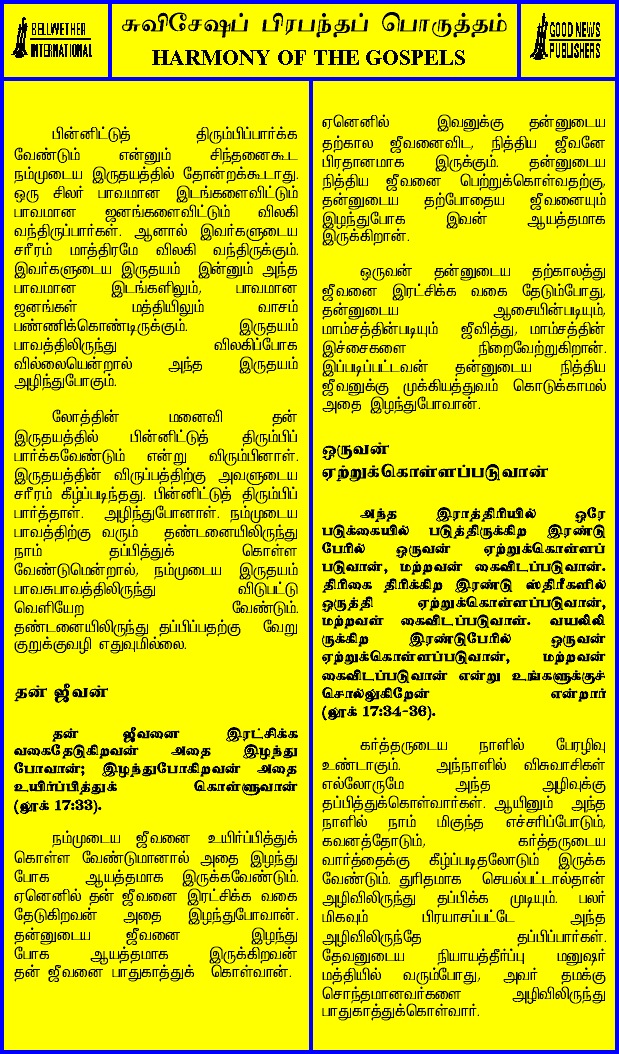 BELLWETHER
INTERNATIONAL
சுவிசேஷப் பிரபந்தப் பொருத்தம்
HARMONY OF THE GOSPELS
GOOD NEWS
PUBLISHERS
பின்னிட்டுத் திரும்பிப்பார்க்க
வேண்டும் என்னும் சிந்தனைகூட
நம்முடைய இருதயத்தில் தோன்றக்கூடாது.
ஒரு சிலர் பாவமான இடங்களைவிட்டும்
பாவமான ஜனங்களைவிட்டும் விலகி
வந்திருப்பார்கள். ஆனால் இவர்களுடைய
சரீரம் மாத்திரமே விலகி வந்திருக்கும்.
இவர்களுடைய இருதயம் இன்னும் அந்த
பாவமான இடங்களிலும், பாவமான
ஜனங்கள் மத்தியிலும் வாசம்
பண்ணிக்கொண்டிருக்கும். இருதயம்
பாவத்திலிருந்து விலகிப்போக
வில்லையென்றால் அந்த இருதயம்
அழிந்துபோகும்.
லோத்தின் மனைவி தன்
இருதயத்தில் பின்னிட்டுத் திரும்பிப்
பார்க்கவேண்டும் என்று விரும்பினாள்.
இருதயத்தின் விருப்பத்திற்கு அவளுடைய
சரீரம் கீழ்ப்படிந்தது. பின்னிட்டுத் திரும்பிப்
பார்த்தாள். அழிந்துபோனாள். நம்முடைய
பாவத்திற்கு வரும் தண்டனையிலிருந்து
நாம் தப்பித்துக் கொள்ள
வேண்டுமென்றால், நம்முடைய இருதயம்
பாவசுபாவத்திலிருந்து விடுபட்டு
வெளியேற வேண்டும்.
தண்டனையிலிருந்து தப்பிப்பதற்கு வேறு
குறுக்குவழி எதுவுமில்லை.
தன் ஜீவன்
தன் ஜீவனை இரட்சிக்க
வகைதேடுகிறவன் அதை இழந்து
போவான்; இழந்துபோகிறவன் அதை
உயிர்ப்பித்துக் கொள்ளுவான்
(லூக் 17:33).
நம்முடைய ஜீவனை உயிர்ப்பித்துக்
கொள்ள வேண்டுமானால் அதை இழந்து
போக ஆயத்தமாக இருக்கவேண்டும்.
ஏனெனில் தன் ஜீவனை இரட்சிக்க வகை
தேடுகிறவன் அதை இழந்துபோவான்.
தன்னுடைய ஜீவனை இழந்து
போக ஆயத்தமாக இருக்கிறவன்
தன் ஜீவனை பாதுகாத்துக் கொள்வான்.
ஏனெனில் இவனுக்கு தன்னுடைய
தற்கால ஜீவனைவிட, நித்திய ஜீவனே
பிரதானமாக இருக்கும். தன்னுடைய
நித்திய ஜீவனை பெற்றுக்கொள்வதற்கு,
தன்னுடைய தற்போதைய ஜீவனையும்
இழந்துபோக இவன் ஆயத்தமாக
இருக்கிறான்.
ஒருவன் தன்னுடைய தற்காலத்து
ஜீவனை இரட்சிக்க வகை தேடும்போது,
தன்னுடைய ஆசையின்படியும்,
மாம்சத்தின்படியும் ஜீவித்து, மாம்சத்தின்
இச்சைகளை நிறைவேற்றுகிறான்.
இப்படிப்பட்டவன் தன்னுடைய நித்திய
ஜீவனுக்கு முக்கியத்துவம் கொடுக்காமல்
அதை இழந்துபோவான்.
ஒருவன்
ஏற்றுக்கொள்ளப்படுவான்
அந்த இராத்திரியில் ஒரே
படுக்கையில் படுத்திருக்கிற இரண்டு
பேரில் ஒருவன் ஏற்றுக்கொள்ளப்
படுவான், மற்றவன் கைவிடப்படுவான்.
திரிகை திரிக்கிற இரண்டு ஸ்திரீகளில்
ஒருத்தி ஏற்றுக்கொள்ளப்படுவான்,
மற்றவன் கைவிடப்படுவான். வயலிலி
ருக்கிற இரண்டுபேரில் ஒருவன்
ஏற்றுக்கொள்ளப்படுவான், மற்றவன்
கைவிடப்படுவான் என்று உங்களுக்குச்
சொல்லுகிறேன் என்றார்
(லூக் 17:34-36).
கர்த்தருடைய நாளில் பேரழிவு
உண்டாகும். அந்நாளில் விசுவாசிகள்
எல்லோருமே அந்த அழிவுக்கு
தப்பித்துக்கொள்வார்கள். ஆயினும் அந்த
நாளில் நாம் மிகுந்த எச்சரிப்போடும்,
கவனத்தோடும், கர்த்தருடைய
வார்த்தைக்கு கீழ்ப்படிதலோடும் இருக்க
வேண்டும். துரிதமாக செயல்பட்டால்தான்
அழிவிலிருந்து தப்பிக்க முடியும். பலர்
மிகவும் பிரயாசப்பட்டே அந்த
அழிவிலிருந்தே தப்பிப்பார்கள்.
தேவனுடைய நியாயத்தீர்ப்பு மனுஷர்
மத்தியில் வரும்போது, அவர் தமக்கு
சொந்தமானவர்களை அழிவிலிருந்து
பாதுகாத்துக்கொள்வார்.